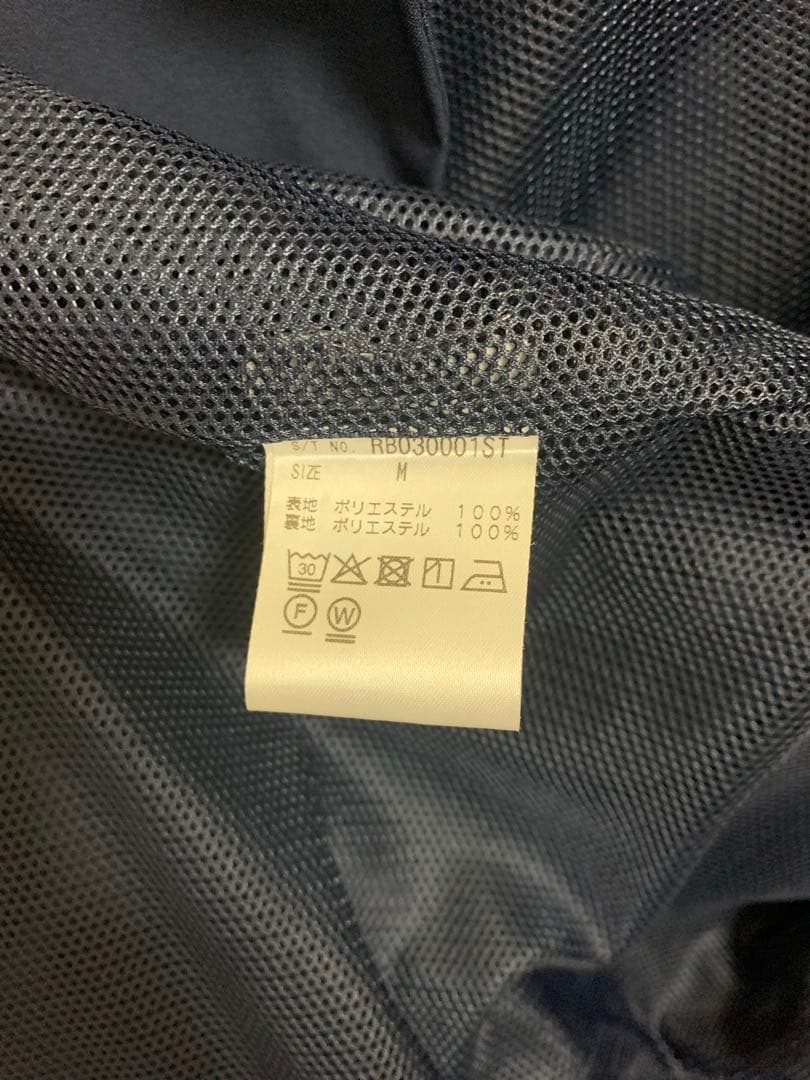 S/T NO. RB030001ST
SIZE M
表地 ポリエステル 100%
裏地 ポリエステル 100%
30
F W